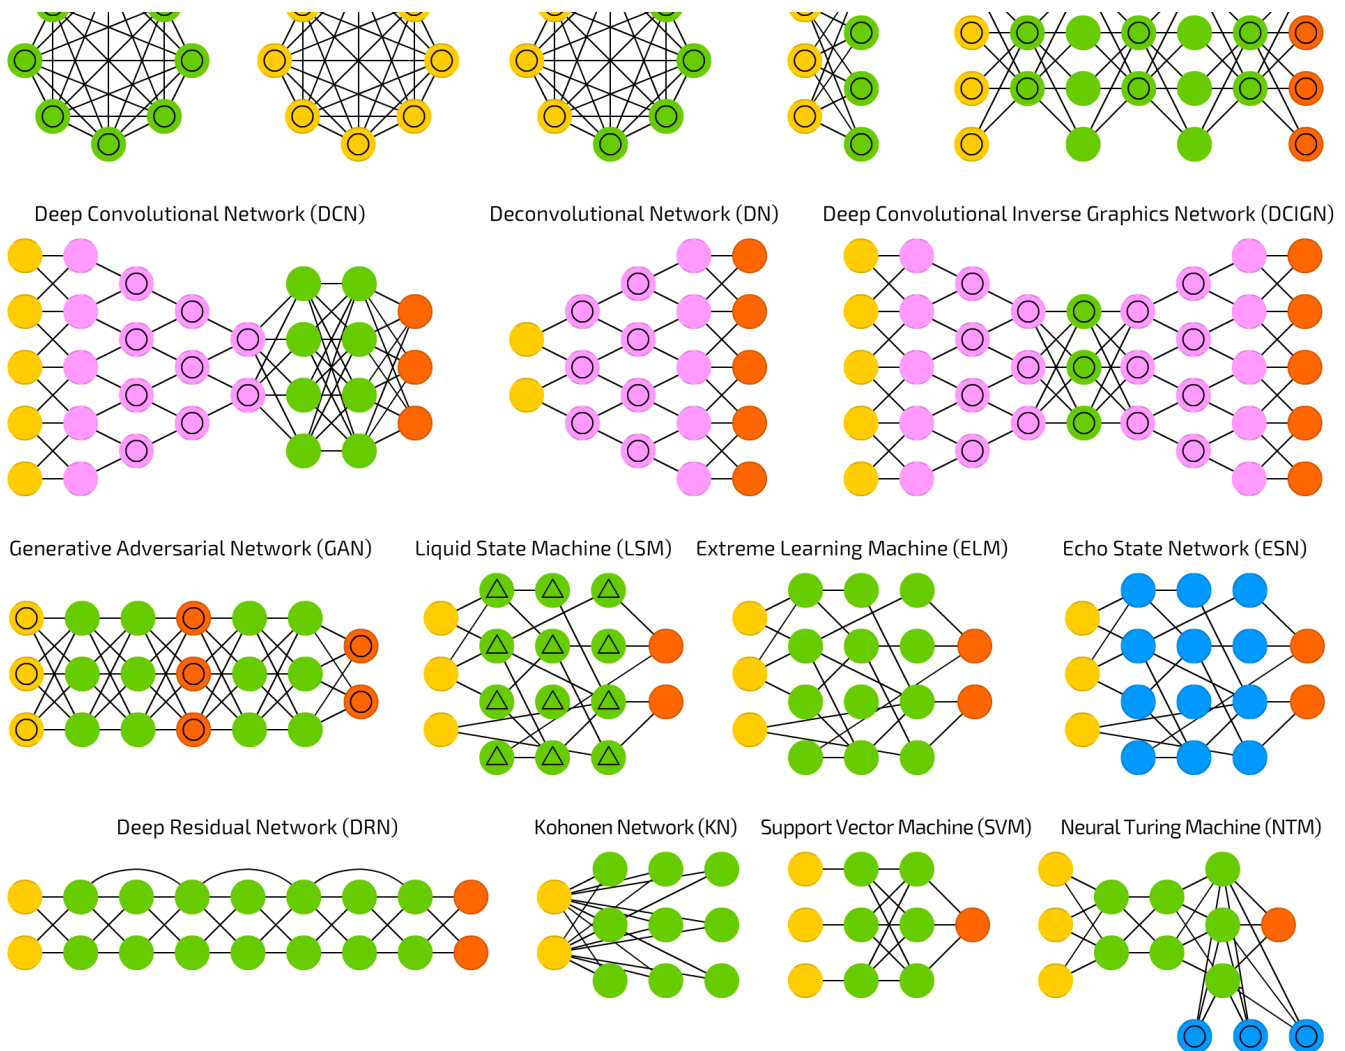 Deep Convolutional Network (DCN)
Deconvolutional Network (DN)
Deep Convolutional Inverse Graphics Network (DCIGN)
Generative Adversarial Network (GAN)
Liquid State Machine (LSM)
Extreme Learning Machine (ELM)
Echo State Network (ESN)
Deep Residual Network (DRN)
Kohonen Network (KN)
Support Vector Machine (SVM)
Neural Turing Machine (NTM)